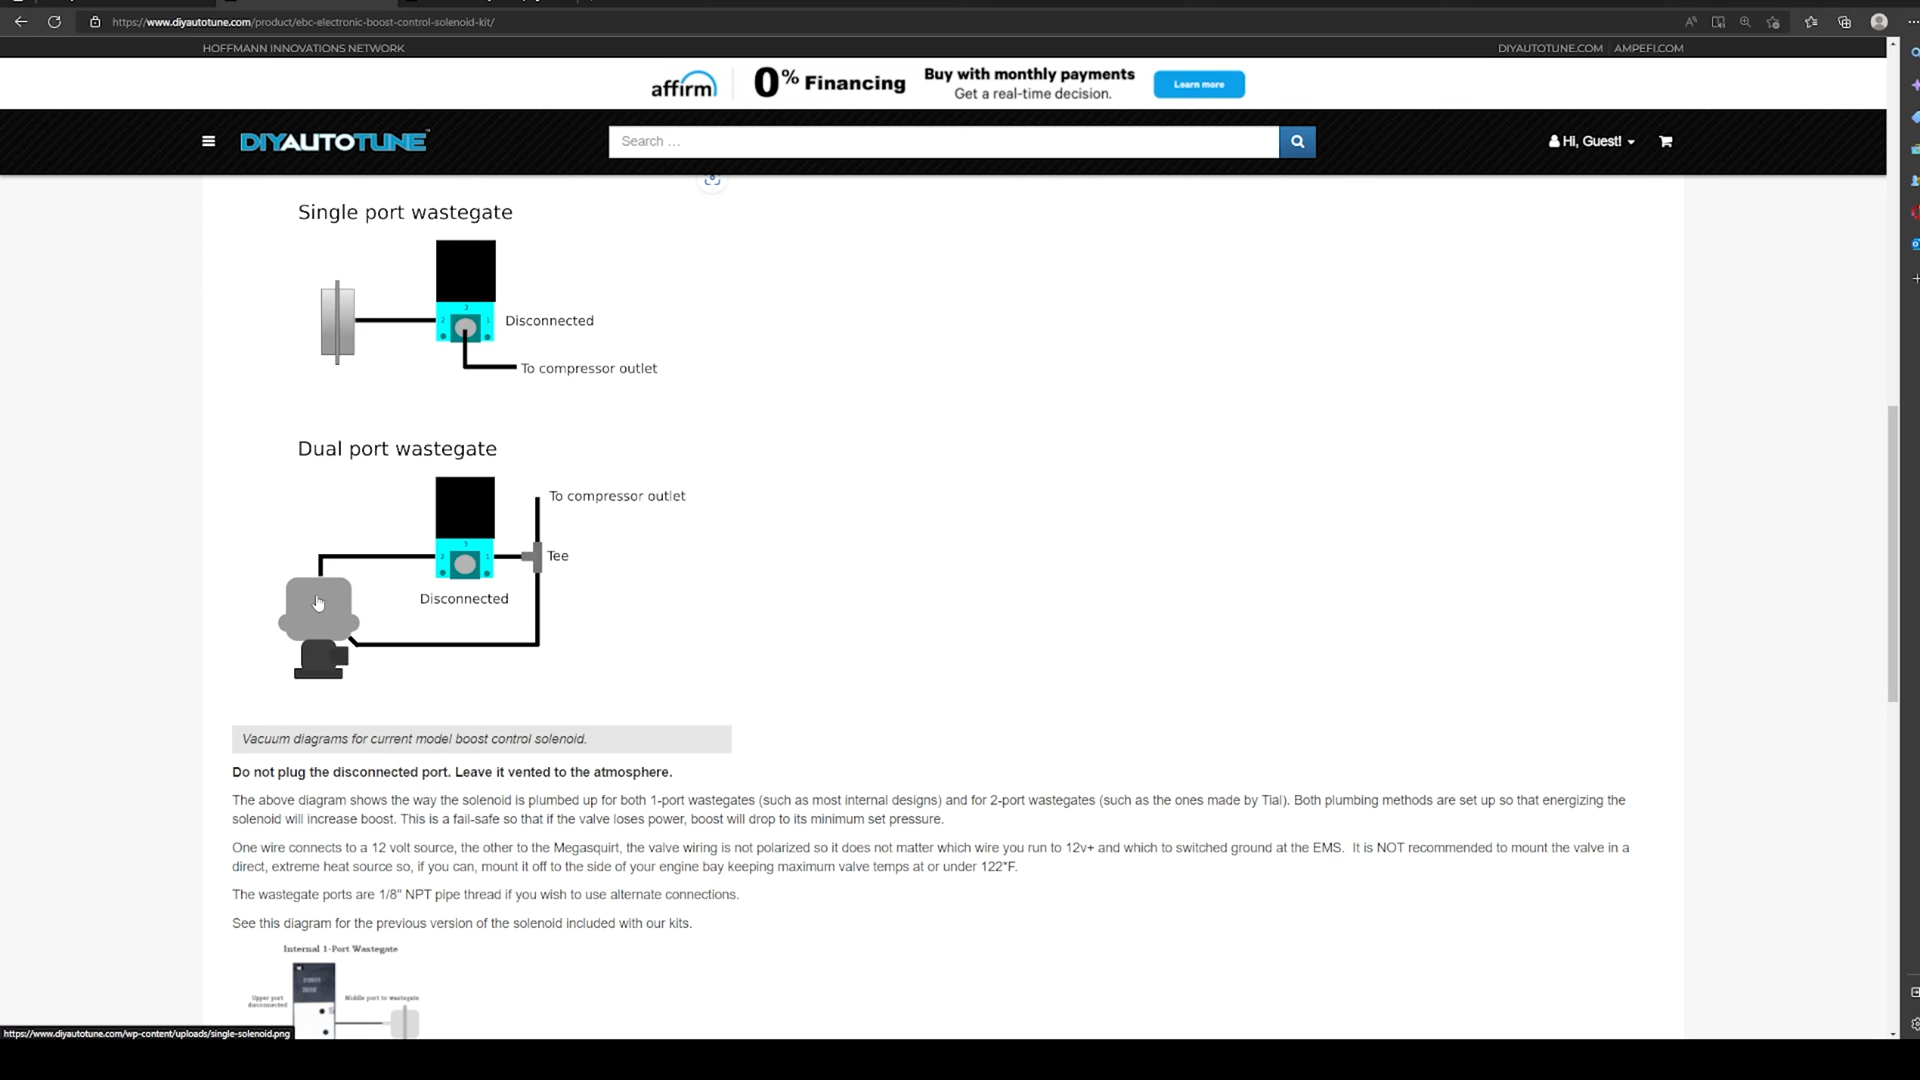 https://www.diyautotune.com/product/ebc-electronic-boost-control-solenoid-kit/
HOFFMANN INNOVATIONS NETWORK
DIYAUTOTUNE.COM
AMPEFI.COM
affirm
0% Financing
Buy with monthly payments
Get a real-time decision.
Learn more
DIYAUTOTUNE
Search ...
Hi, Guest!
Single port wastegate
3
2
1
Disconnected
To compressor outlet
Dual port wastegate
To compressor outlet
3
2
1
Tee
Disconnected
Vacuum diagrams for current model boost control solenoid.
Do not plug the disconnected port. Leave it vented to the atmosphere.
The above diagram shows the way the solenoid is plumbed up for both 1-port wastegates (such as most internal designs) and for 2-port wastegates (such as the ones made by Tial). Both plumbing methods are set up so that energizing the
solenoid will increase boost. This is a fail-safe so that if the valve loses power, boost will drop to its minimum set pressure.
One wire connects to a 12 volt source, the other to the Megasquirt, the valve wiring is not polarized so it does not matter which wire you run to 12v+ and which to switched ground at the EMS. It is NOT recommended to mount the valve in a
direct, extreme heat source so, if you can, mount it off to the side of your engine bay keeping maximum valve temps at or under 122*F.
The wastegate ports are 1/8" NPT pipe thread if you wish to use alternate connections.
See this diagram for the previous version of the solenoid included with our kits.
Internal 1-Port Wastegate
Upper port
disconnected
Middle port to wastegate
https://www.diyautotune.com/wp-content/uploads/single-solenoid.png